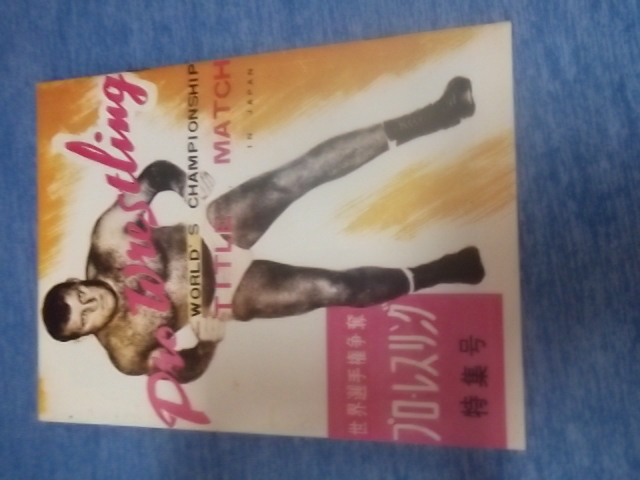 Pro Wrestling
WORLD'S CHAMPIONSHIP
TITLE MATCH
IN JAPAN
世界選手権争奪
プロ・レスリング
特集号